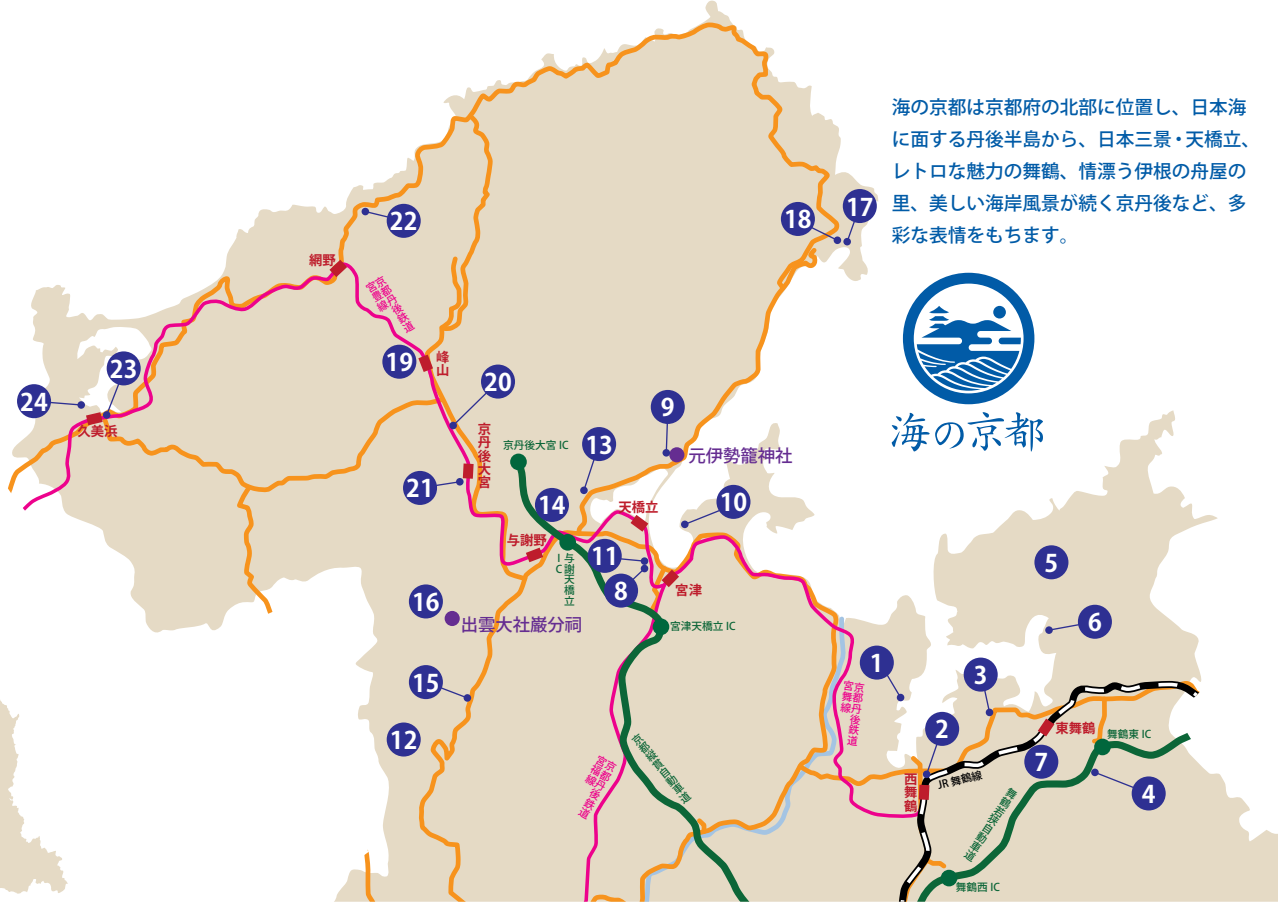 海の京都は京都府の北部に位置し、日本海
に面する丹後半島から、日本三景・天橋立、
レトロな魅力の舞鶴、情漂う伊根の舟屋の
里、美しい海岸風景が続く京丹後など、多
彩な表情をもちます。
海の京都
17
18
22
網野
京都丹後鉄道
宮豊線
19
峰山
23
24
久美浜
20
9
元伊勢籠神社
京丹後大宮
京丹後大宮 IC
13
21
14
天橋立
10
与謝野
与謝天橋立
IC
11
8
宮津
5
16
出雲大社巌分祠
宮津天橋立 IC
6
15
1
3
京都丹後鉄道
宮舞線
12
2
東舞鶴
舞鶴東 IC
7
京都縦貫自動車道
京都丹後鉄道
宮福線
西舞鶴
JR 舞鶴線
4
舞鶴若狭自動車道
舞鶴西 IC